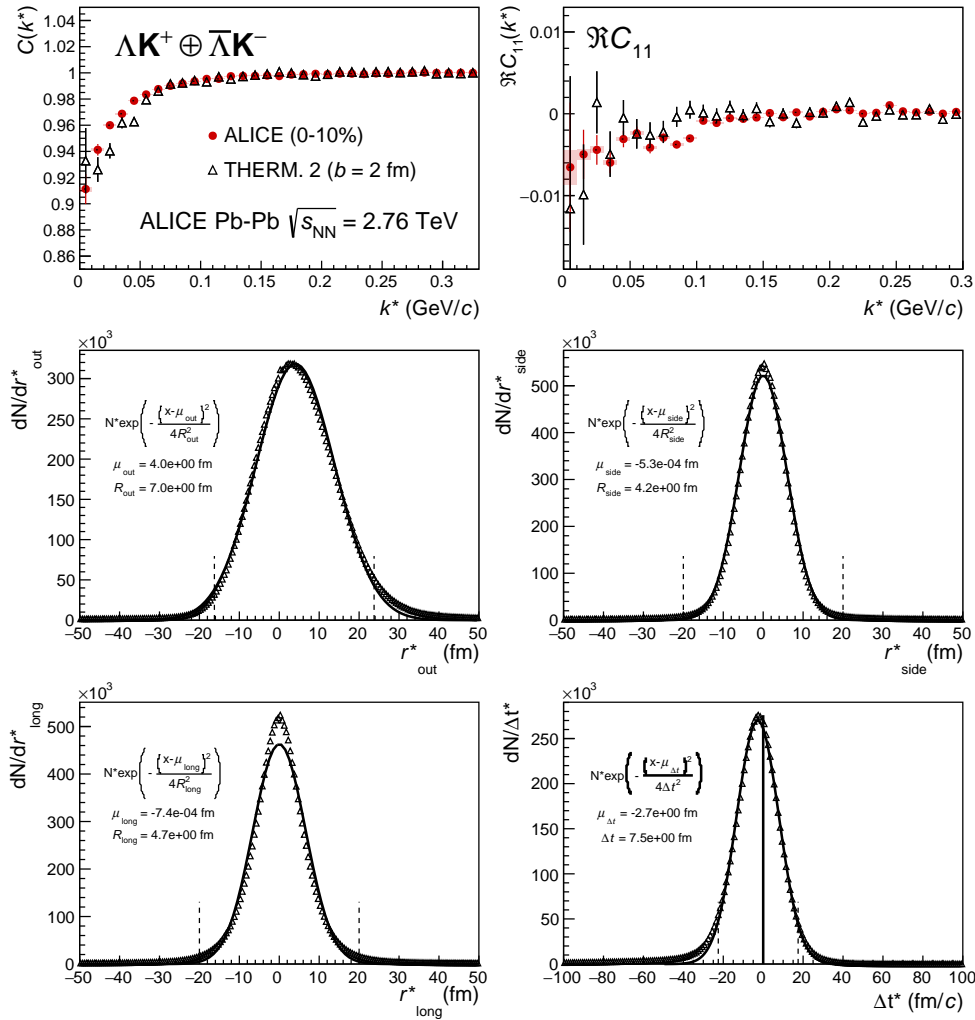 C(k*)
1.04
1.02
1
0.98
0.96
0.94
0.92
0.9
0.88
0.86
ΛK⁺ ⊕ Λ̄K⁻
ALICE (0-10%)
THERM. 2 (b = 2 fm)
ALICE Pb-Pb √s_NN = 2.76 TeV
0 0.1 0.2 0.3
k* (GeV/c)
ℜC₁₁(k*)
0.01
0
−0.01
ℜC₁₁
0 0.05 0.1 0.15 0.2 0.25 0.3
k* (GeV/c)
×10³
dN/dr*_out
300
250
200
150
100
50
0
N*exp(-[x-μ_out]²/4R²_out)
μ_out = 4.0e+00 fm
R_out = 7.0e+00 fm
−50 −40 −30 −20 −10 0 10 20 30 40 50
r*_out (fm)
×10³
dN/dr*_side
500
400
300
200
100
0
N*exp(-[x-μ_side]²/4R²_side)
μ_side = -5.3e-04 fm
R_side = 4.2e+00 fm
−50 −40 −30 −20 −10 0 10 20 30 40 50
r*_side (fm)
×10³
dN/dr*_long
500
400
300
200
100
0
N*exp(-[x-μ_long]²/4R²_long)
μ_long = -7.4e-04 fm
R_long = 4.7e+00 fm
−50 −40 −30 −20 −10 0 10 20 30 40 50
r*_long (fm)
×10³
dN/Δt*
250
200
150
100
50
0
N*exp(-[x-μ_Δt]²/4Δt²)
μ_Δt = -2.7e+00 fm
Δt = 7.5e+00 fm
−100 −80 −60 −40 −20 0 20 40 60 80 100
Δt* (fm/c)